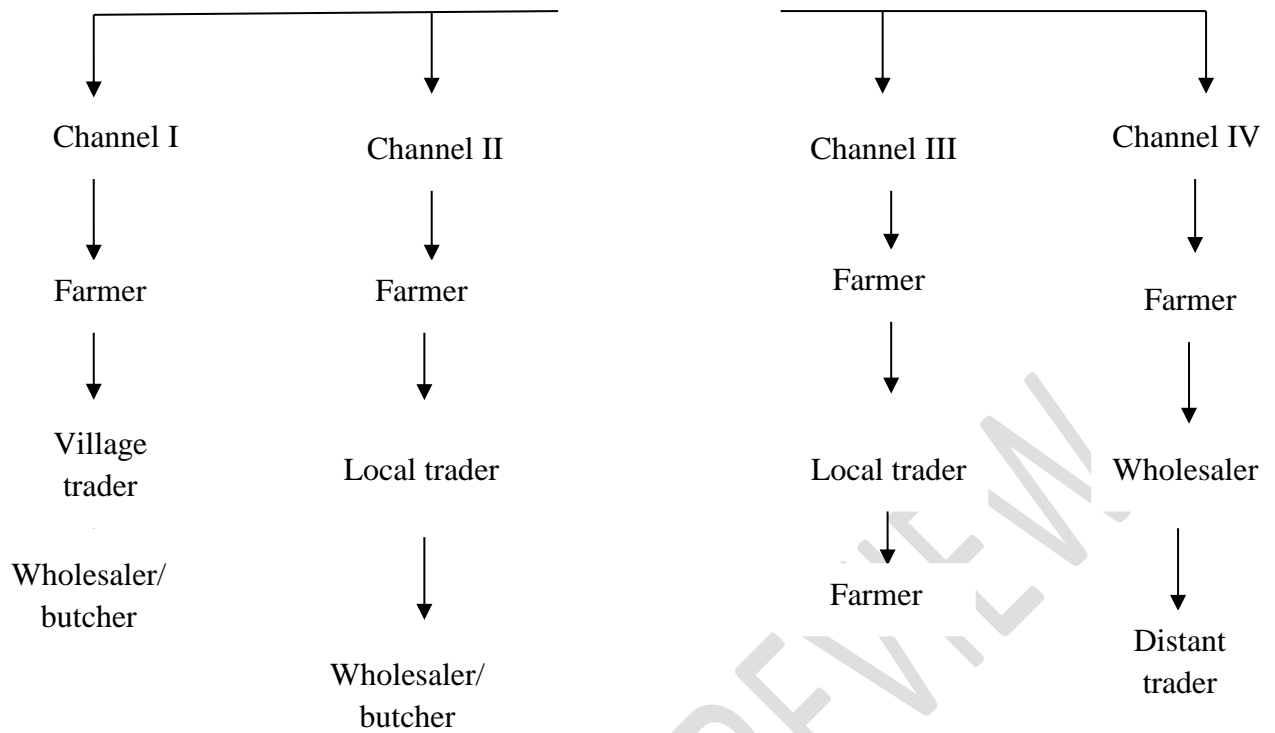 Channel I
Channel II
Channel III
Channel IV
Farmer
Farmer
Farmer
Farmer
Village
trader
Local trader
Local trader
Wholesaler
Wholesaler/
butcher
Wholesaler/
butcher
Farmer
Distant
trader